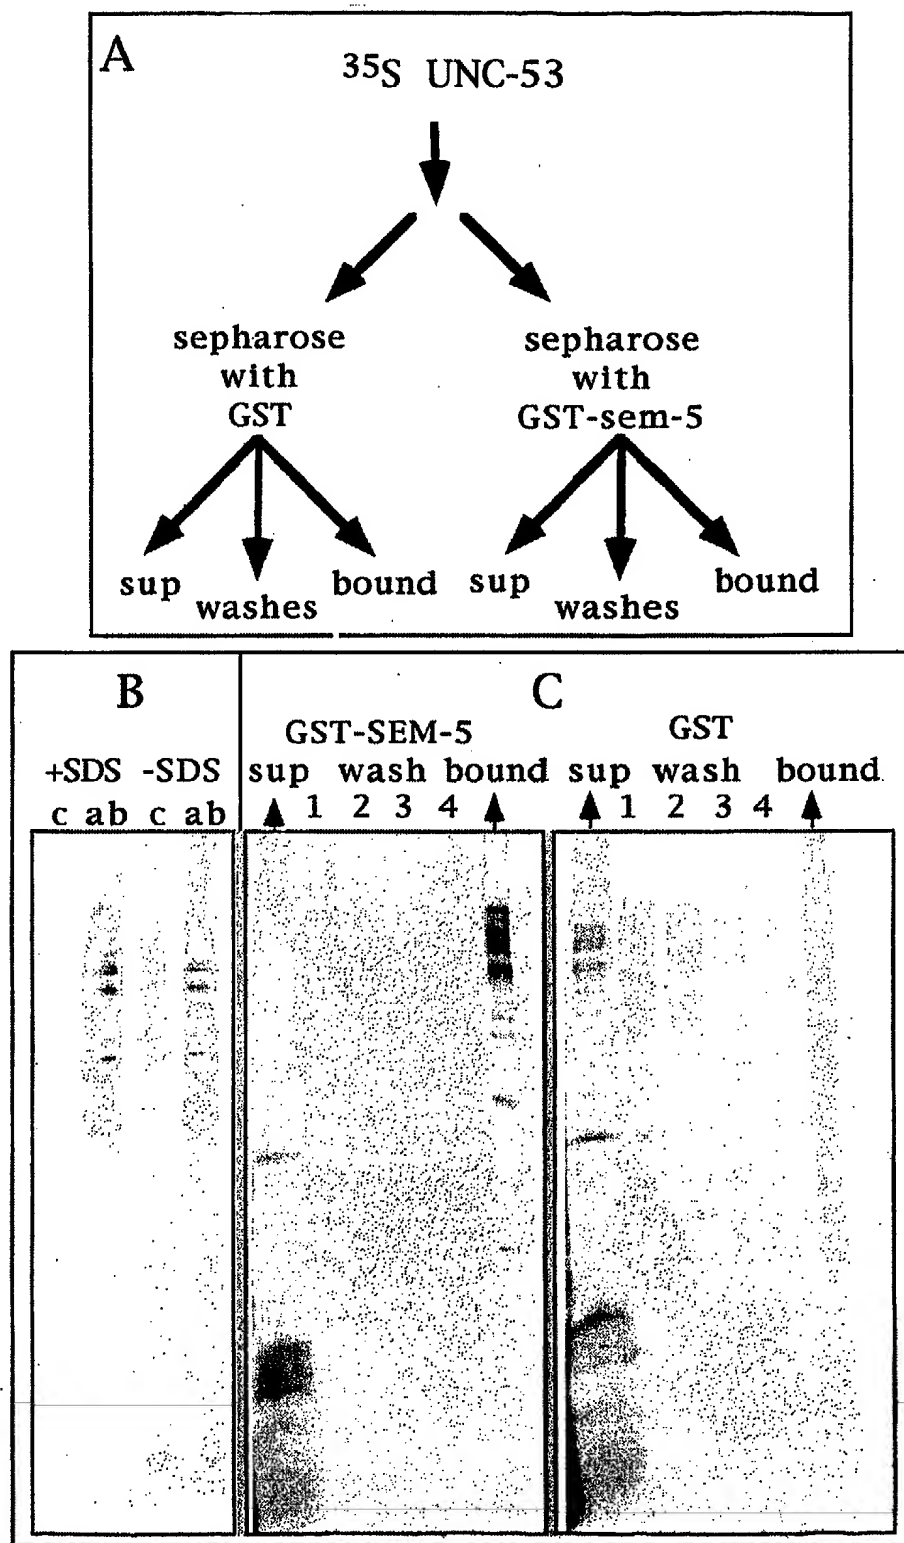 A
35S UNC-53
sepharose with GST
sepharose with GST-sem-5
sup washes bound
sup washes bound
B
C
+SDS -SDS
c ab c ab
GST-SEM-5
sup wash bound
1 2 3 4
GST
sup wash bound
1 2 3 4